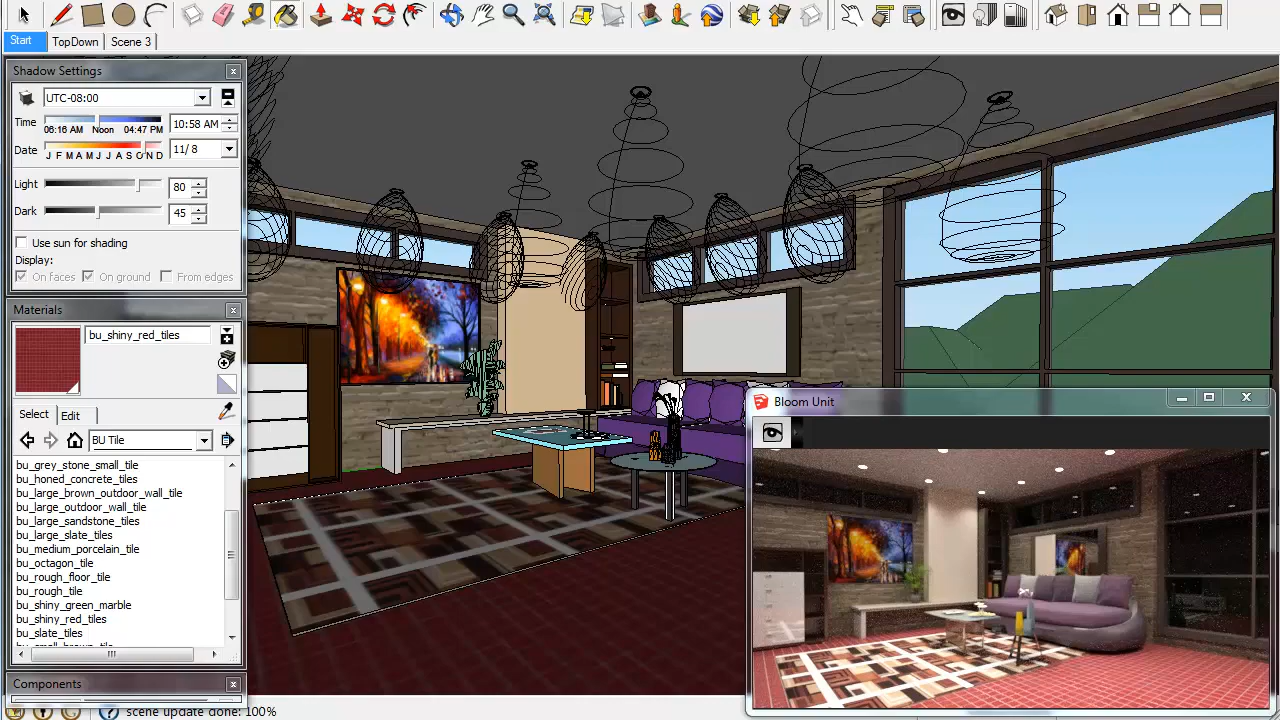 Start
TopDown
Scene 3
Shadow Settings
UTC-08:00
Time
06:16 AM Noon 04:47 PM
10:58 AM
Date
J F M A M J J A S O N D
11/ 8
Light
80
Dark
45
Use sun for shading
Display:
On faces
On ground
From edges
Materials
bu_shiny_red_tiles
Select
Edit
BU Tile
bu_grey_stone_small_tile
bu_honed_concrete_tiles
bu_large_brown_outdoor_wall_tile
bu_large_outdoor_wall_tile
bu_large_sandstone_tiles
bu_large_slate_tiles
bu_medium_porcelain_tile
bu_octagon_tile
bu_rough_floor_tile
bu_rough_tile
bu_shiny_green_marble
bu_shiny_red_tiles
bu_slate_tiles
bu_small_brown_tile
Components
Bloom Unit
scene update done: 100%